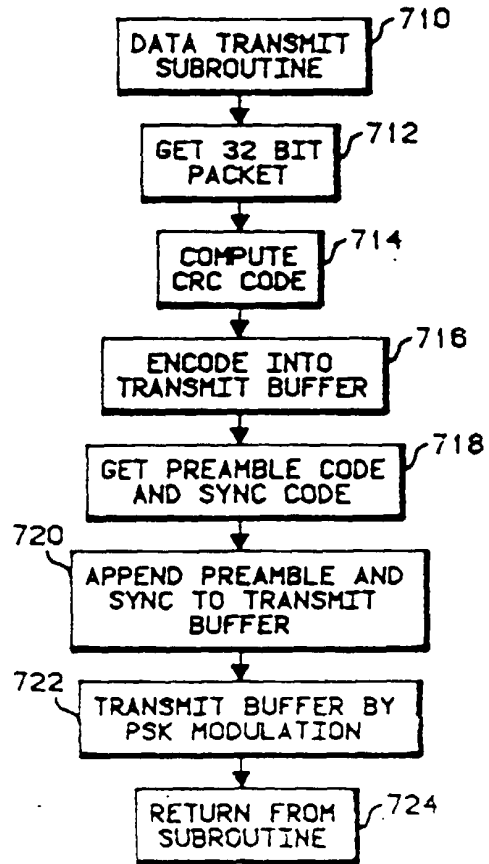 710
DATA TRANSMIT
SUBROUTINE
712
GET 32 BIT
PACKET
714
COMPUTE
CRC CODE
716
ENCODE INTO
TRANSMIT BUFFER
718
GET PREAMBLE CODE
AND SYNC CODE
720
APPEND PREAMBLE AND
SYNC TO TRANSMIT
BUFFER
722
TRANSMIT BUFFER BY
PSK MODULATION
RETURN FROM
SUBROUTINE
724